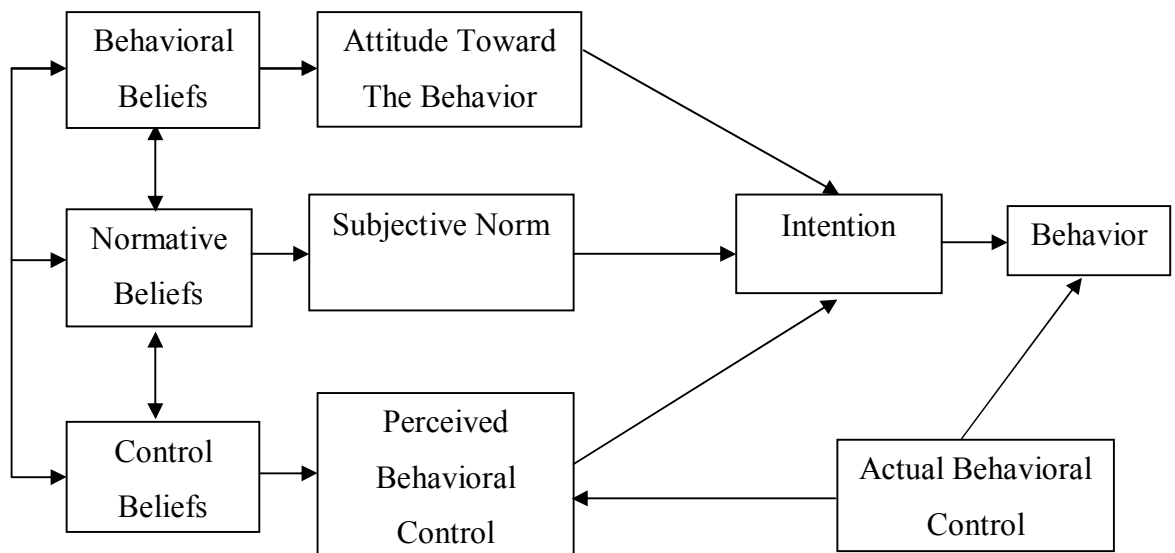 Behavioral
Beliefs
Attitude Toward
The Behavior
Normative
Beliefs
Subjective Norm
Intention
Behavior
Control
Beliefs
Perceived
Behavioral
Control
Actual Behavioral
Control